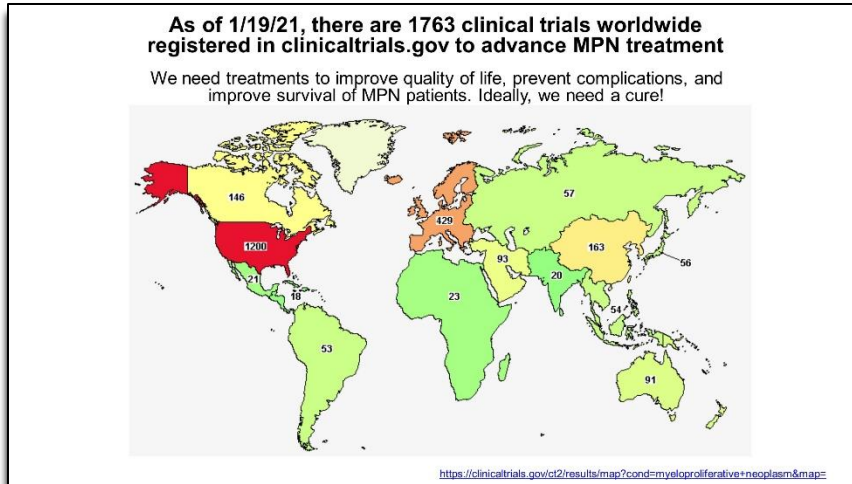 As of 1/19/21, there are 1763 clinical trials worldwide
registered in clinicaltrials.gov to advance MPN treatment
We need treatments to improve quality of life, prevent complications, and
improve survival of MPN patients. Ideally, we need a cure!
146
57
429
1200
93
163
56
21
18
20
54
23
53
91
https://clinicaltrials.gov/ct2/results/map?cond=myeloproliferative+neoplasm&map=